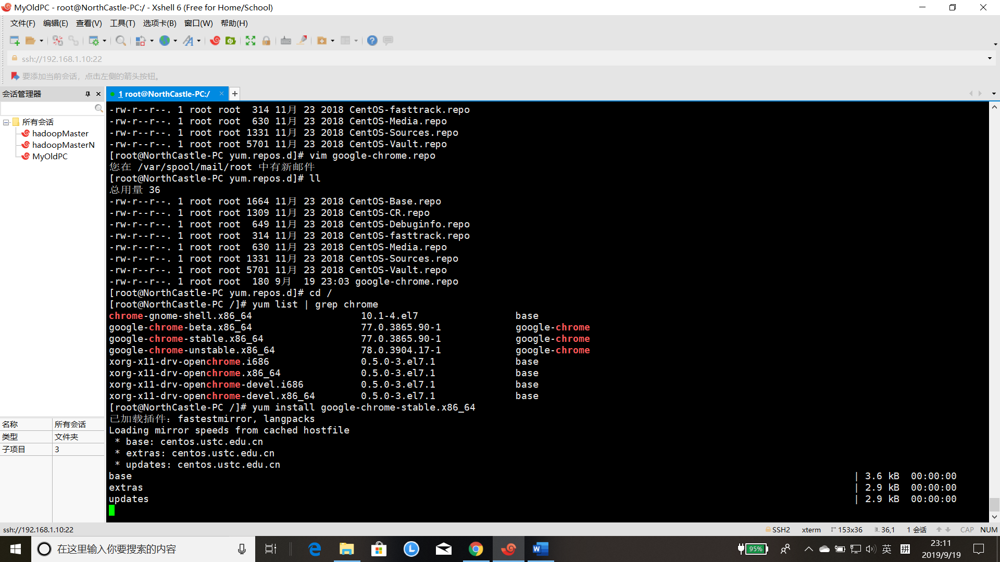 MyOldPC - root@NorthCastle-PC:/ - Xshell 6 (Free for Home/School)
文件(F) 编辑(E) 查看(V) 工具(T) 选项卡(B) 窗口(W) 帮助(H)
ssh://192.168.1.10:22
要添加当前会话，点击左侧的箭头按钮。
会话管理器
1 root@NorthCastle-PC:/
所有会话
hadoopMaster
hadoopMasterN
MyOldPC
名称 所有会话
类型 文件夹
子项目 3
-rw-r--r--. 1 root root  314 11月 23 2018 CentOS-fasttrack.repo
-rw-r--r--. 1 root root  630 11月 23 2018 CentOS-Media.repo
-rw-r--r--. 1 root root 1331 11月 23 2018 CentOS-Sources.repo
-rw-r--r--. 1 root root 5701 11月 23 2018 CentOS-Vault.repo
[root@NorthCastle-PC yum.repos.d]# vim google-chrome.repo
您在 /var/spool/mail/root 中有新邮件
[root@NorthCastle-PC yum.repos.d]# ll
总用量 36
-rw-r--r--. 1 root root 1664 11月 23 2018 CentOS-Base.repo
-rw-r--r--. 1 root root 1309 11月 23 2018 CentOS-CR.repo
-rw-r--r--. 1 root root  649 11月 23 2018 CentOS-Debuginfo.repo
-rw-r--r--. 1 root root  314 11月 23 2018 CentOS-fasttrack.repo
-rw-r--r--. 1 root root  630 11月 23 2018 CentOS-Media.repo
-rw-r--r--. 1 root root 1331 11月 23 2018 CentOS-Sources.repo
-rw-r--r--. 1 root root 5701 11月 23 2018 CentOS-Vault.repo
-rw-r--r--. 1 root root  180 9月  19 23:03 google-chrome.repo
[root@NorthCastle-PC yum.repos.d]# cd /
[root@NorthCastle-PC /]# yum list | grep chrome
chrome-gnome-shell.x86_64 10.1-4.el7 base
google-chrome-beta.x86_64 77.0.3865.90-1 google-chrome
google-chrome-stable.x86_64 77.0.3865.90-1 google-chrome
google-chrome-unstable.x86_64 78.0.3904.17-1 google-chrome
xorg-x11-drv-openchrome.i686 0.5.0-3.el7.1 base
xorg-x11-drv-openchrome.x86_64 0.5.0-3.el7.1 base
xorg-x11-drv-openchrome-devel.i686 0.5.0-3.el7.1 base
xorg-x11-drv-openchrome-devel.x86_64 0.5.0-3.el7.1 base
[root@NorthCastle-PC /]# yum install google-chrome-stable.x86_64
已加载插件：fastestmirror, langpacks
Loading mirror speeds from cached hostfile
 * base: centos.ustc.edu.cn
 * extras: centos.ustc.edu.cn
 * updates: centos.ustc.edu.cn
base | 3.6 kB  00:00:00
extras | 2.9 kB  00:00:00
updates | 2.9 kB  00:00:00
ssh://192.168.1.10:22 SSH2 xterm 153x36 36,1 1 会话 CAP NUM
在这里输入你要搜索的内容
95%
英
拼
23:11
2019/9/19